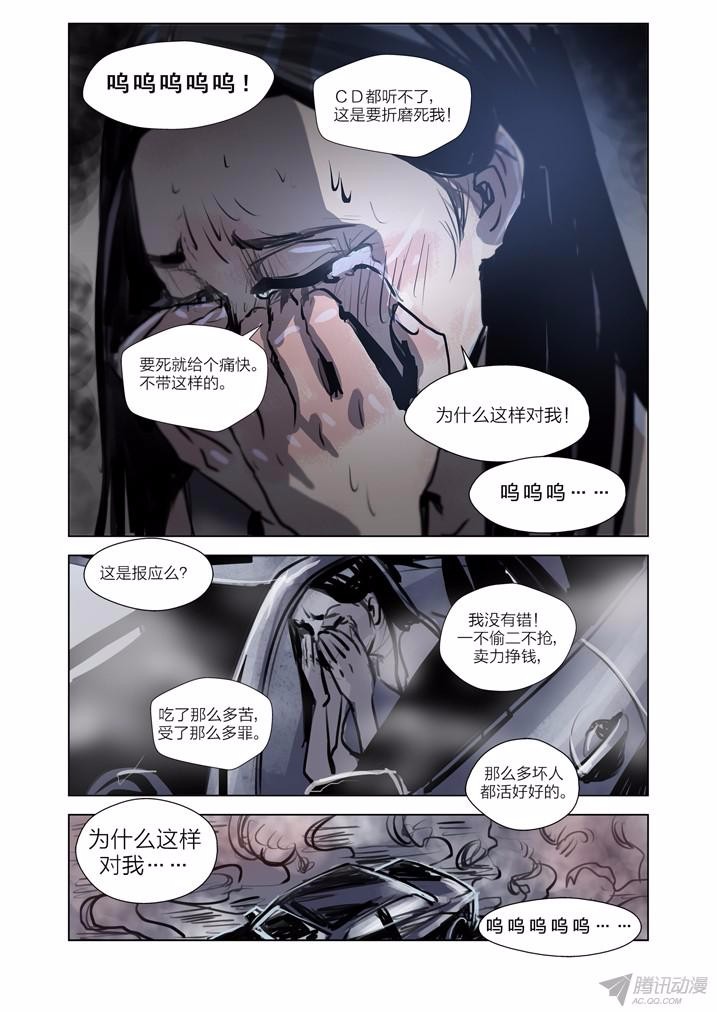 呜呜呜呜呜！
CD都听不了，
这是要折磨死我！
要死就给个痛快。
不带这样的。
为什么这样对我！
呜呜呜……
这是报应么？
我没有错！
一不偷二不抢，
卖力挣钱，
吃了那么多苦，
受了那么多罪。
那么多坏人
都活好好的。
为什么这样
对我……
呜呜呜呜呜……
腾讯动漫
AC.QQ.COM